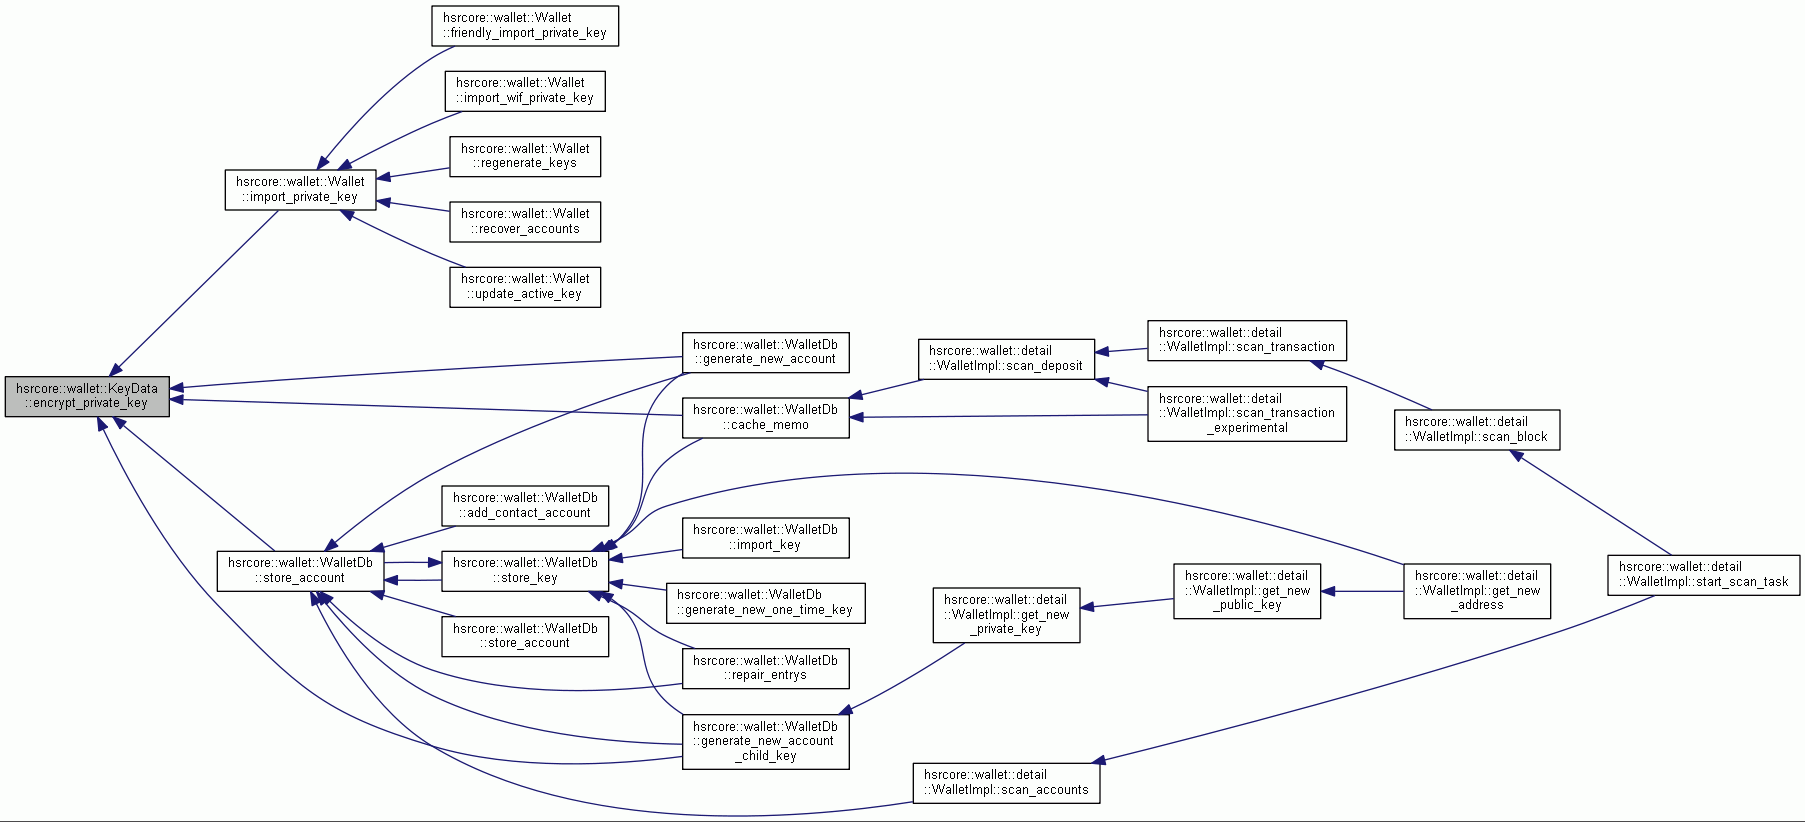 hsrcore::wallet::Wallet
::friendly_import_private_key
hsrcore::wallet::Wallet
::import_wif_private_key
hsrcore::wallet::Wallet
::regenerate_keys
hsrcore::wallet::Wallet
::import_private_key
hsrcore::wallet::Wallet
::recover_accounts
hsrcore::wallet::Wallet
::update_active_key
hsrcore::wallet::KeyData
::encrypt_private_key
hsrcore::wallet::WalletDb
::generate_new_account
hsrcore::wallet::WalletDb
::cache_memo
hsrcore::wallet::detail
::WalletImpl::scan_deposit
hsrcore::wallet::detail
::WalletImpl::scan_transaction
hsrcore::wallet::detail
::WalletImpl::scan_transaction
_experimental
hsrcore::wallet::detail
::WalletImpl::scan_block
hsrcore::wallet::WalletDb
::add_contact_account
hsrcore::wallet::WalletDb
::store_account
hsrcore::wallet::WalletDb
::store_key
hsrcore::wallet::WalletDb
::store_account
hsrcore::wallet::WalletDb
::import_key
hsrcore::wallet::WalletDb
::generate_new_one_time_key
hsrcore::wallet::WalletDb
::repair_entrys
hsrcore::wallet::WalletDb
::generate_new_account
_child_key
hsrcore::wallet::detail
::WalletImpl::get_new
_private_key
hsrcore::wallet::detail
::WalletImpl::get_new
_public_key
hsrcore::wallet::detail
::WalletImpl::get_new
_address
hsrcore::wallet::detail
::WalletImpl::start_scan_task
hsrcore::wallet::detail
::WalletImpl::scan_accounts